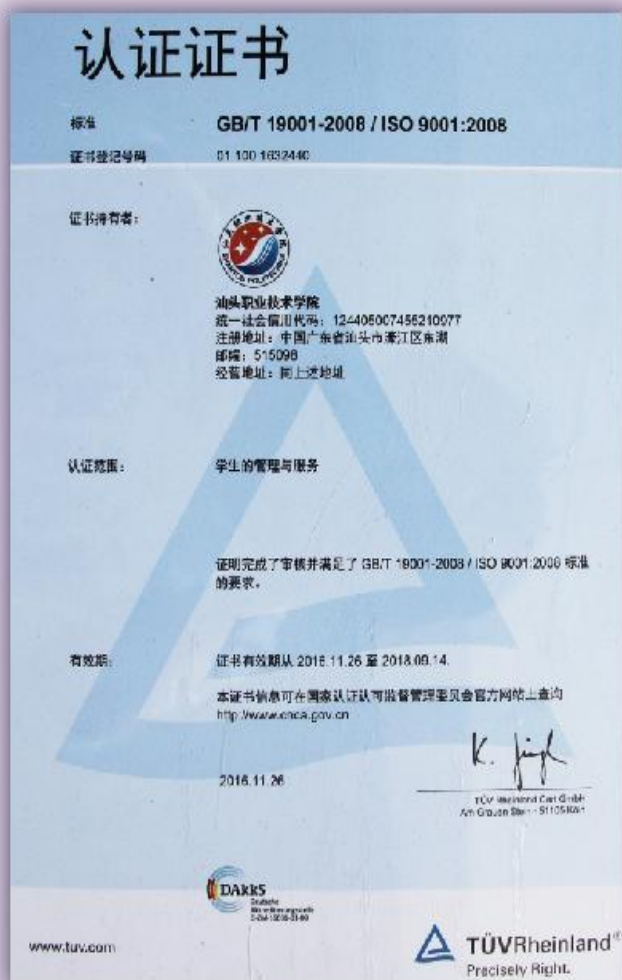 认证证书
标准 GB/T 19001-2008 / ISO 9001:2008
证书登记号码 01 100 1632440
证书持有者:
汕头职业技术学院
统一社会信用代码: 124405007455210977
注册地址: 中国广东省汕头市濠江区东湖
邮编: 515098
经营地址: 同上述地址
认证范围: 学生的管理与服务
证明完成了审核并满足了 GB/T 19001-2008 / ISO 9001:2008 标准
的要求。
有效期: 证书有效期从 2016.11.26 至 2018.09.14.
本证书信息可在国家认证认可监督管理委员会官方网站上查询
http://www.cnca.gov.cn
2016.11.26
TÜV Rheinland Cert GmbH
Am Grauen Stein · 51105 Köln
DAkkS
Deutsche
Akkreditierungsstelle
www.tuv.com
TÜVRheinland®
Precisely Right.